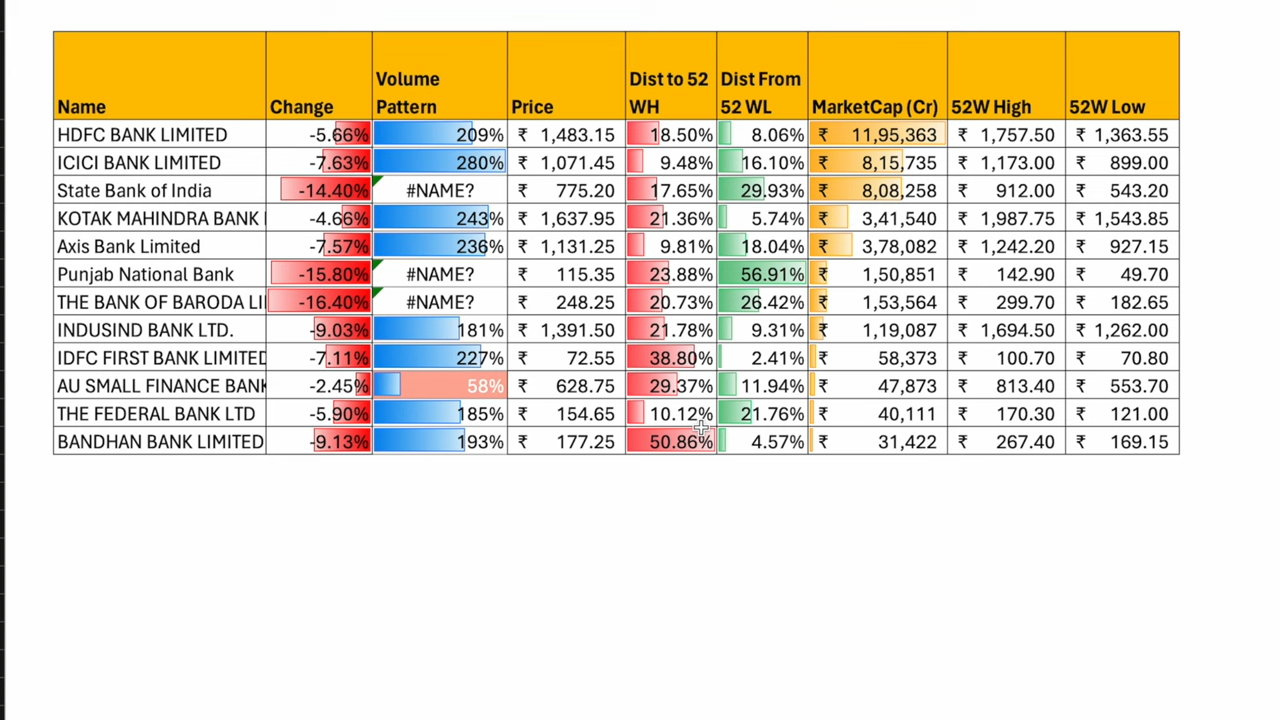 Name Change Volume Pattern Price Dist to 52 WH Dist From 52 WL MarketCap (Cr) 52W High 52W Low
HDFC BANK LIMITED -5.66% 209% ₹ 1,483.15 18.50% 8.06% ₹ 11,95,363 ₹ 1,757.50 ₹ 1,363.55
ICICI BANK LIMITED -7.63% 280% ₹ 1,071.45 9.48% 16.10% ₹ 8,15,735 ₹ 1,173.00 ₹ 899.00
State Bank of India -14.40% #NAME? ₹ 775.20 17.65% 29.93% ₹ 8,08,258 ₹ 912.00 ₹ 543.20
KOTAK MAHINDRA BANK -4.66% 243% ₹ 1,637.95 21.36% 5.74% ₹ 3,41,540 ₹ 1,987.75 ₹ 1,543.85
Axis Bank Limited -7.57% 236% ₹ 1,131.25 9.81% 18.04% ₹ 3,78,082 ₹ 1,242.20 ₹ 927.15
Punjab National Bank -15.80% #NAME? ₹ 115.35 23.88% 56.91% ₹ 1,50,851 ₹ 142.90 ₹ 49.70
THE BANK OF BARODA LI -16.40% #NAME? ₹ 248.25 20.73% 26.42% ₹ 1,53,564 ₹ 299.70 ₹ 182.65
INDUSIND BANK LTD. -9.03% 181% ₹ 1,391.50 21.78% 9.31% ₹ 1,19,087 ₹ 1,694.50 ₹ 1,262.00
IDFC FIRST BANK LIMITED -7.11% 227% ₹ 72.55 38.80% 2.41% ₹ 58,373 ₹ 100.70 ₹ 70.80
AU SMALL FINANCE BANK -2.45% 58% ₹ 628.75 29.37% 11.94% ₹ 47,873 ₹ 813.40 ₹ 553.70
THE FEDERAL BANK LTD -5.90% 185% ₹ 154.65 10.12% 21.76% ₹ 40,111 ₹ 170.30 ₹ 121.00
BANDHAN BANK LIMITED -9.13% 193% ₹ 177.25 50.86% 4.57% ₹ 31,422 ₹ 267.40 ₹ 169.15